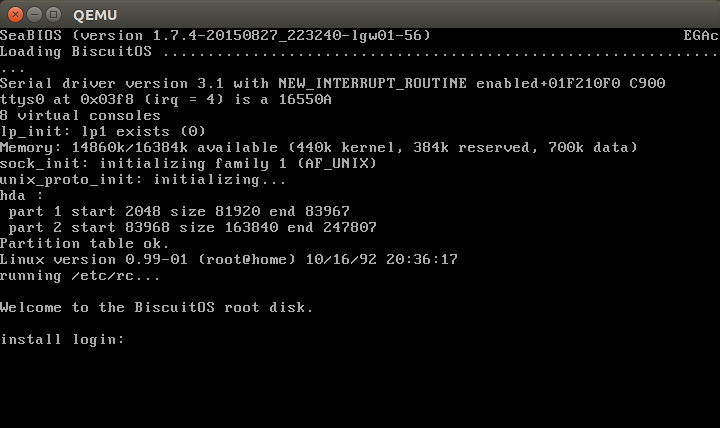 QEMU
SeaBIOS (version 1.7.4-20150827_223240-lgw01-56) EGAc
Loading BiscuitOS ......................................................................
...
Serial driver version 3.1 with NEW_INTERRUPT_ROUTINE enabled+01F210F0 C900
ttys0 at 0x03f8 (irq = 4) is a 16550A
8 virtual consoles
lp_init: lp1 exists (0)
Memory: 14860k/16384k available (440k kernel, 384k reserved, 700k data)
sock_init: initializing family 1 (AF_UNIX)
unix_proto_init: initializing...
hda :
 part 1 start 2048 size 81920 end 83967
 part 2 start 83968 size 163840 end 247807
Partition table ok.
Linux version 0.99-01 (root@home) 10/16/92 20:36:17
running /etc/rc...
Welcome to the BiscuitOS root disk.
install login: